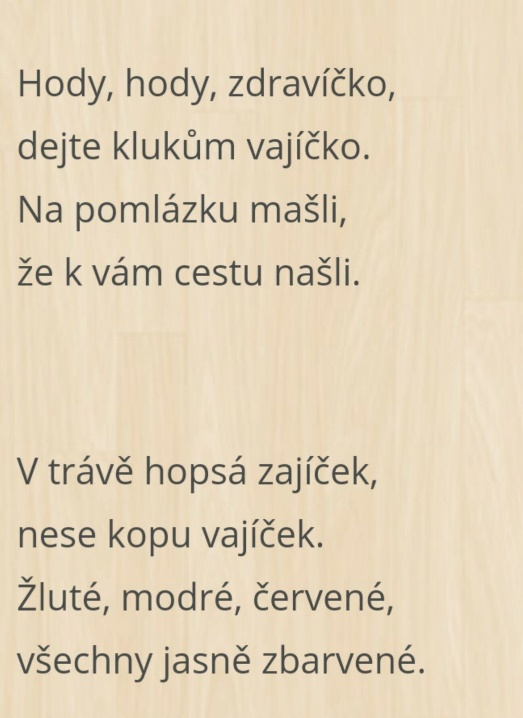 Hody, hody, zdravíčko,
dejte klukům vajíčko.
Na pomlázku mašli,
že k vám cestu našli.
V trávě hopsá zajíček,
nese kopu vajíček.
Žluté, modré, červené,
všechny jasně zbarvené.